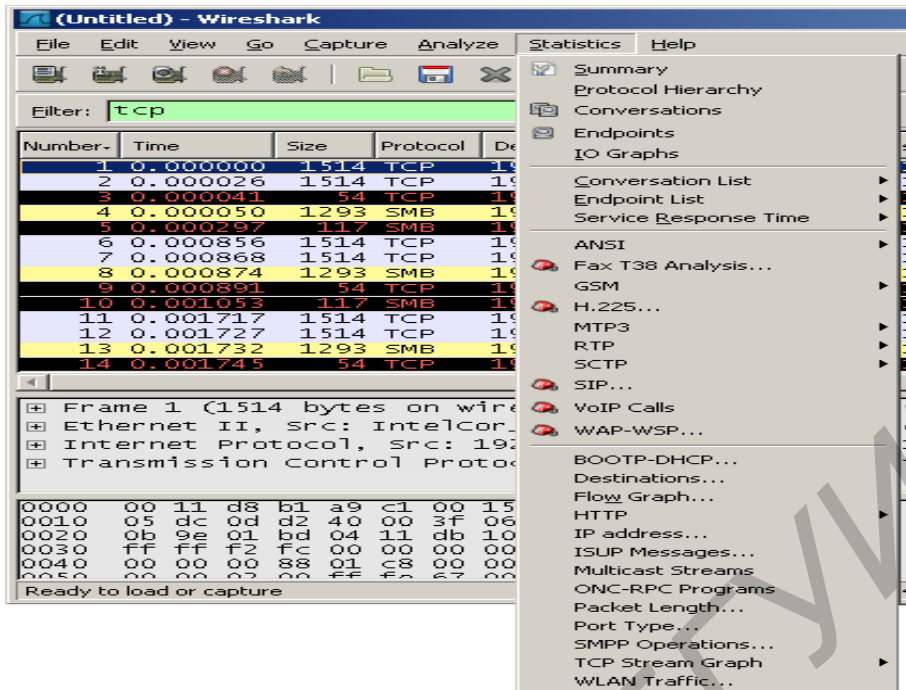 (Untitled) - Wireshark
File Edit View Go Capture Analyze Statistics Help
Filter: tcp
Number Time Size Protocol
1 0.000000 1514 TCP
2 0.000026 1514 TCP
3 0.000041 54 TCP
4 0.000050 1293 SMB
5 0.000297 117 SMB
6 0.000856 1514 TCP
7 0.000868 1514 TCP
8 0.000874 1293 SMB
9 0.000891 54 TCP
10 0.001053 117 SMB
11 0.001717 1514 TCP
12 0.001727 1514 TCP
13 0.001732 1293 SMB
14 0.001745 54 TCP
Frame 1 (1514 bytes on wire
Ethernet II, Src: IntelCor_
Internet Protocol, Src: 192
Transmission Control Protoc
0000 00 11 d8 b1 a9 c1 00 15
0010 05 dc 0d d2 40 00 3f 06
0020 0b 9e 01 bd 04 11 db 10
0030 ff ff f2 fc 00 00 00 00
0040 00 00 00 88 01 c8 00 00
Ready to load or capture
Summary
Protocol Hierarchy
Conversations
Endpoints
IO Graphs
Conversation List
Endpoint List
Service Response Time
ANSI
Fax T38 Analysis...
GSM
H.225...
MTP3
RTP
SCTP
SIP...
VoIP Calls
WAP-WSP...
BOOTP-DHCP...
Destinations...
Flow Graph...
HTTP
IP address...
ISUP Messages...
Multicast Streams
ONC-RPC Programs
Packet Length...
Port Type...
SMPP Operations...
TCP Stream Graph
WLAN Traffic...